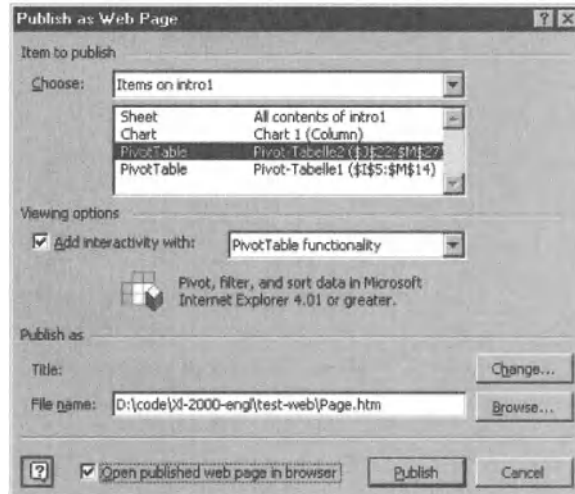 Publish as Web Page
Item to publish
Choose: Items on intro1
Sheet All contents of intro1
Chart Chart 1 (Column)
PivotTable Pivot-Tabelle2 ($J$22:$M$27)
PivotTable Pivot-Tabelle1 ($I$5:$M$14)
Viewing options
Add interactivity with: PivotTable functionality
Pivot, filter, and sort data in Microsoft
Internet Explorer 4.01 or greater.
Publish as
Title: Change...
File name: D:\code\Xl-2000-engl\test-web\Page.htm Browse...
Open published web page in browser Publish Cancel